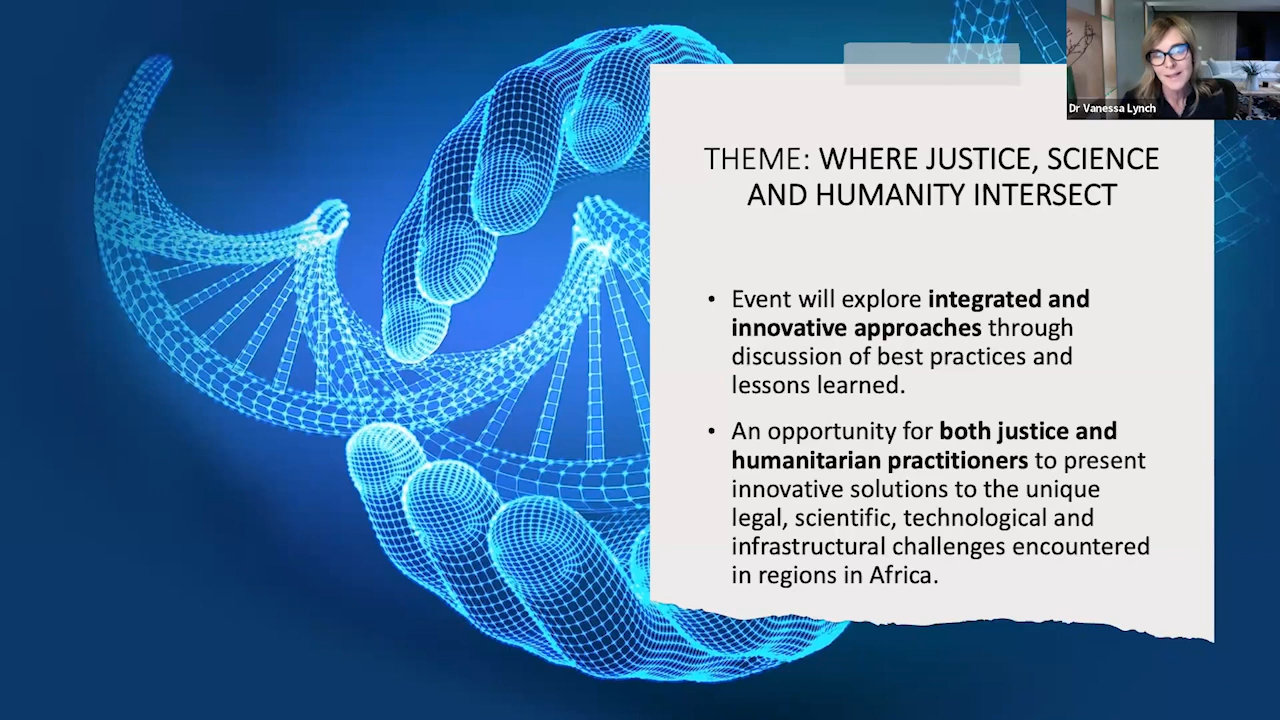 Dr Vanessa Lynch
THEME: WHERE JUSTICE, SCIENCE
AND HUMANITY INTERSECT
• Event will explore integrated and
innovative approaches through
discussion of best practices and
lessons learned.
• An opportunity for both justice and
humanitarian practitioners to present
innovative solutions to the unique
legal, scientific, technological and
infrastructural challenges encountered
in regions in Africa.